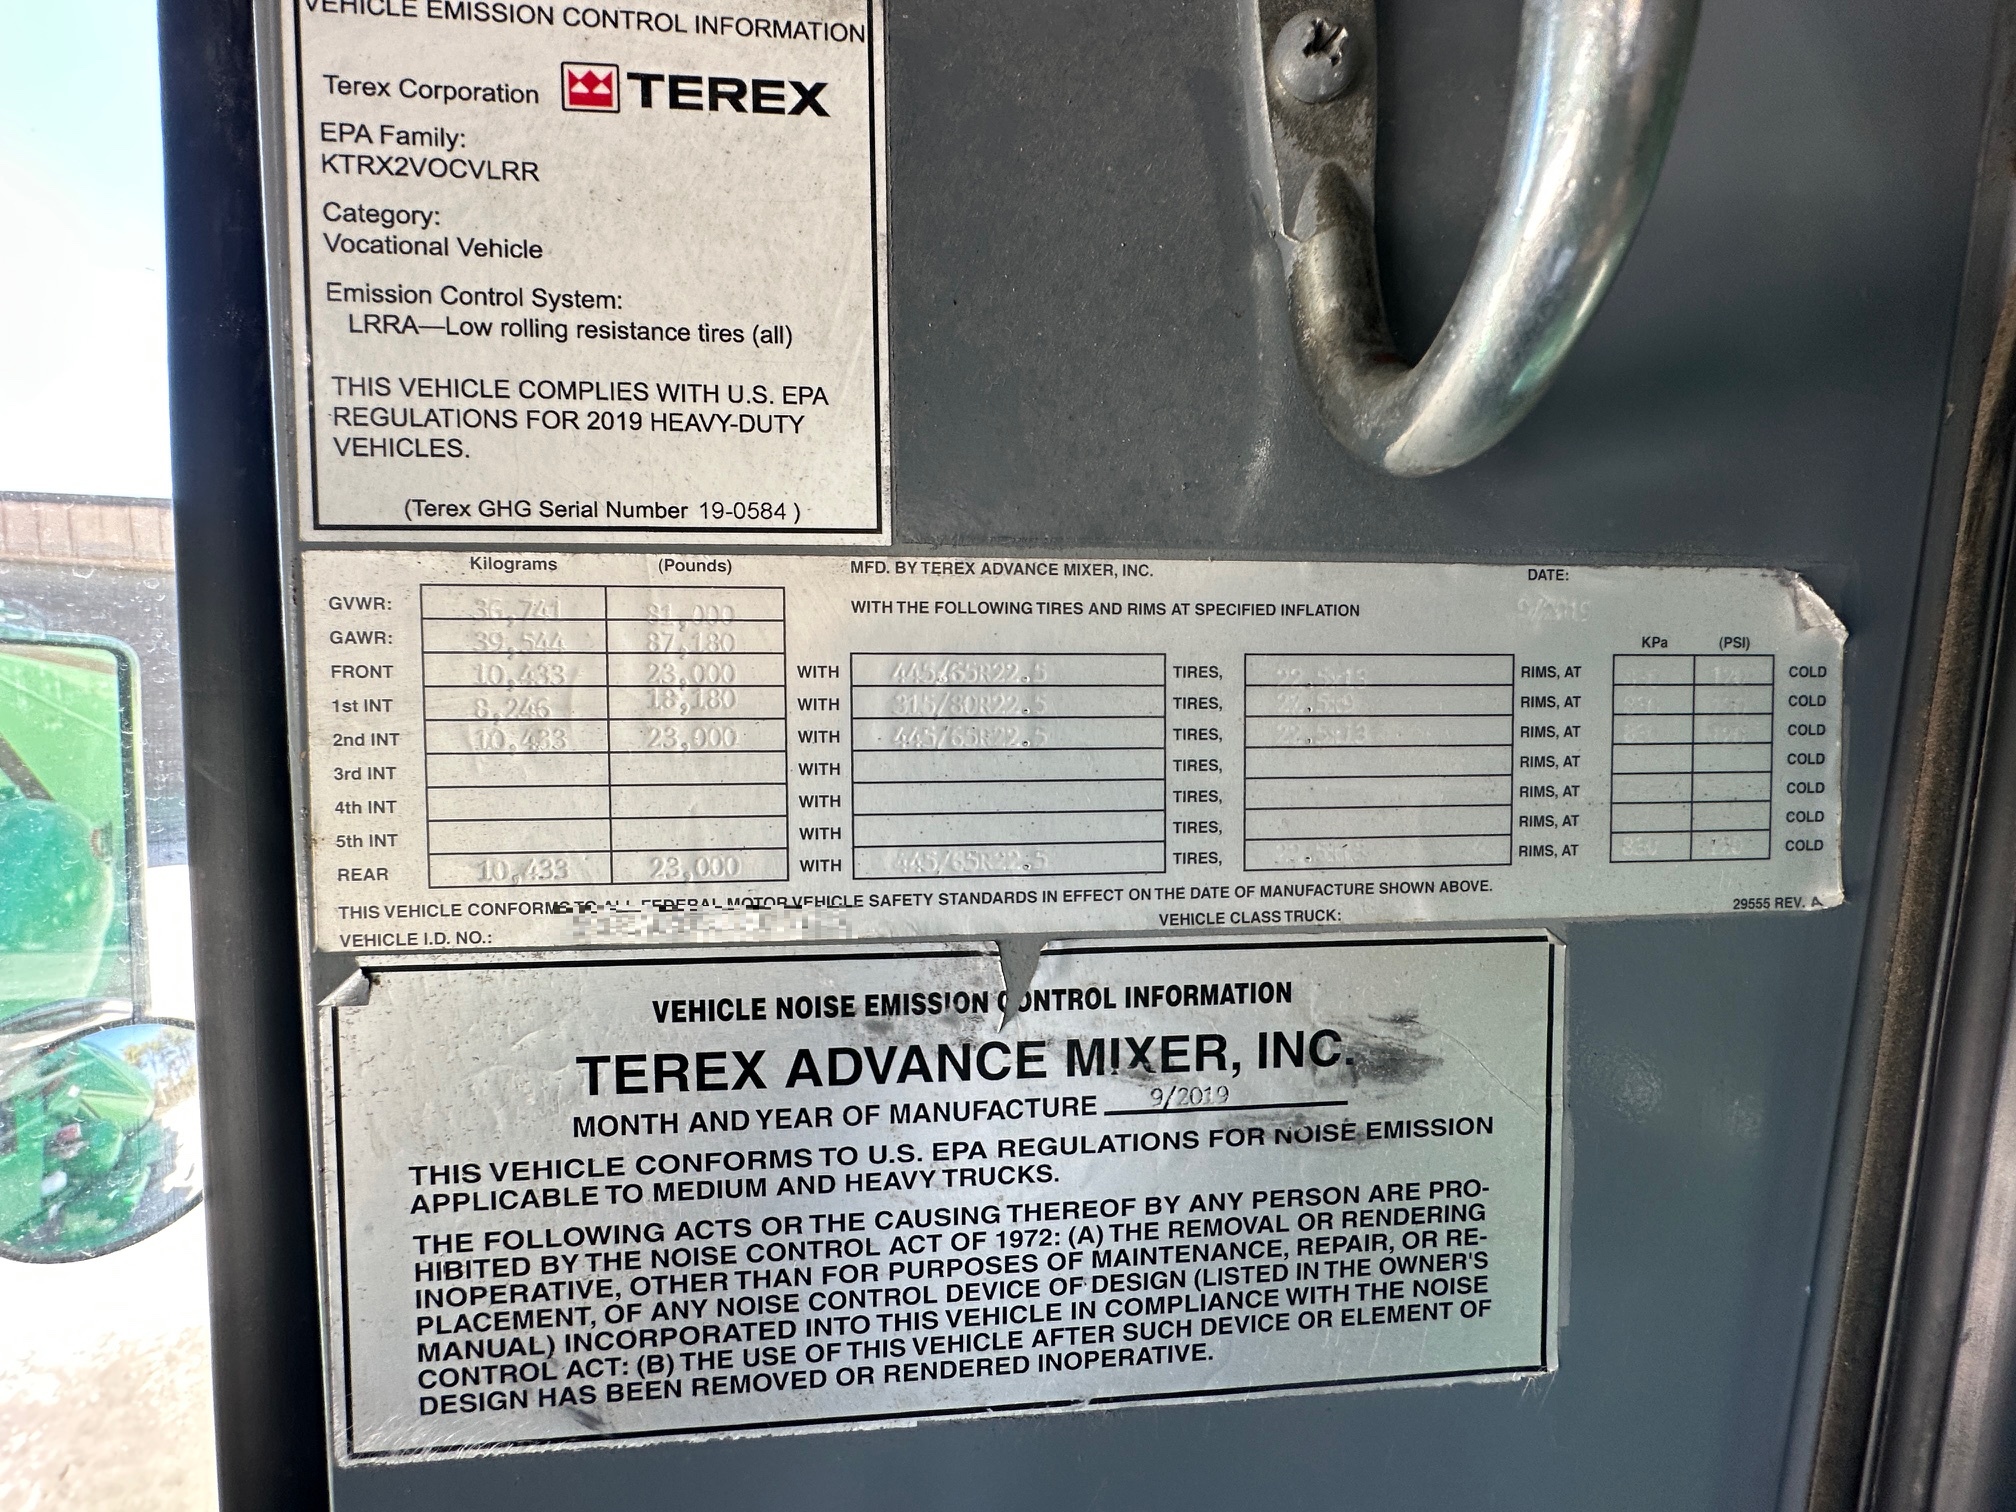 VEHICLE EMISSION CONTROL INFORMATION
Terex Corporation TEREX
EPA Family:
KTRX2VOCVLRR
Category:
Vocational Vehicle
Emission Control System:
LRRA—Low rolling resistance tires (all)
THIS VEHICLE COMPLIES WITH U.S. EPA
REGULATIONS FOR 2019 HEAVY-DUTY
VEHICLES.
(Terex GHG Serial Number 19-0584 )
Kilograms (Pounds) MFD. BY TEREX ADVANCE MIXER, INC. DATE:
GVWR: 36,741 81,000 WITH THE FOLLOWING TIRES AND RIMS AT SPECIFIED INFLATION 9/2019
GAWR: 39,544 87,180 KPa (PSI)
FRONT 10,433 23,000 WITH 445/65R22.5 TIRES, 22.5x13 RIMS, AT COLD
1st INT 8,246 18,180 WITH 315/80R22.5 TIRES, 22.5x9 RIMS, AT COLD
2nd INT 10,433 23,000 WITH 445/65R22.5 TIRES, 22.5x13 RIMS, AT COLD
3rd INT WITH TIRES, RIMS, AT COLD
4th INT WITH TIRES, RIMS, AT COLD
5th INT WITH TIRES, RIMS, AT COLD
REAR 10,433 23,000 WITH 445/65R22.5 TIRES, RIMS, AT COLD
THIS VEHICLE CONFORMS TO ALL FEDERAL MOTOR VEHICLE SAFETY STANDARDS IN EFFECT ON THE DATE OF MANUFACTURE SHOWN ABOVE. 29555 REV. A
VEHICLE I.D. NO.: VEHICLE CLASS TRUCK:
VEHICLE NOISE EMISSION CONTROL INFORMATION
TEREX ADVANCE MIXER, INC.
MONTH AND YEAR OF MANUFACTURE 9/2019
THIS VEHICLE CONFORMS TO U.S. EPA REGULATIONS FOR NOISE EMISSION
APPLICABLE TO MEDIUM AND HEAVY TRUCKS.
THE FOLLOWING ACTS OR THE CAUSING THEREOF BY ANY PERSON ARE PRO-
HIBITED BY THE NOISE CONTROL ACT OF 1972: (A) THE REMOVAL OR RENDERING
INOPERATIVE, OTHER THAN FOR PURPOSES OF MAINTENANCE, REPAIR, OR RE-
PLACEMENT, OF ANY NOISE CONTROL DEVICE OF DESIGN (LISTED IN THE OWNER'S
MANUAL) INCORPORATED INTO THIS VEHICLE IN COMPLIANCE WITH THE NOISE
CONTROL ACT: (B) THE USE OF THIS VEHICLE AFTER SUCH DEVICE OR ELEMENT OF
DESIGN HAS BEEN REMOVED OR RENDERED INOPERATIVE.